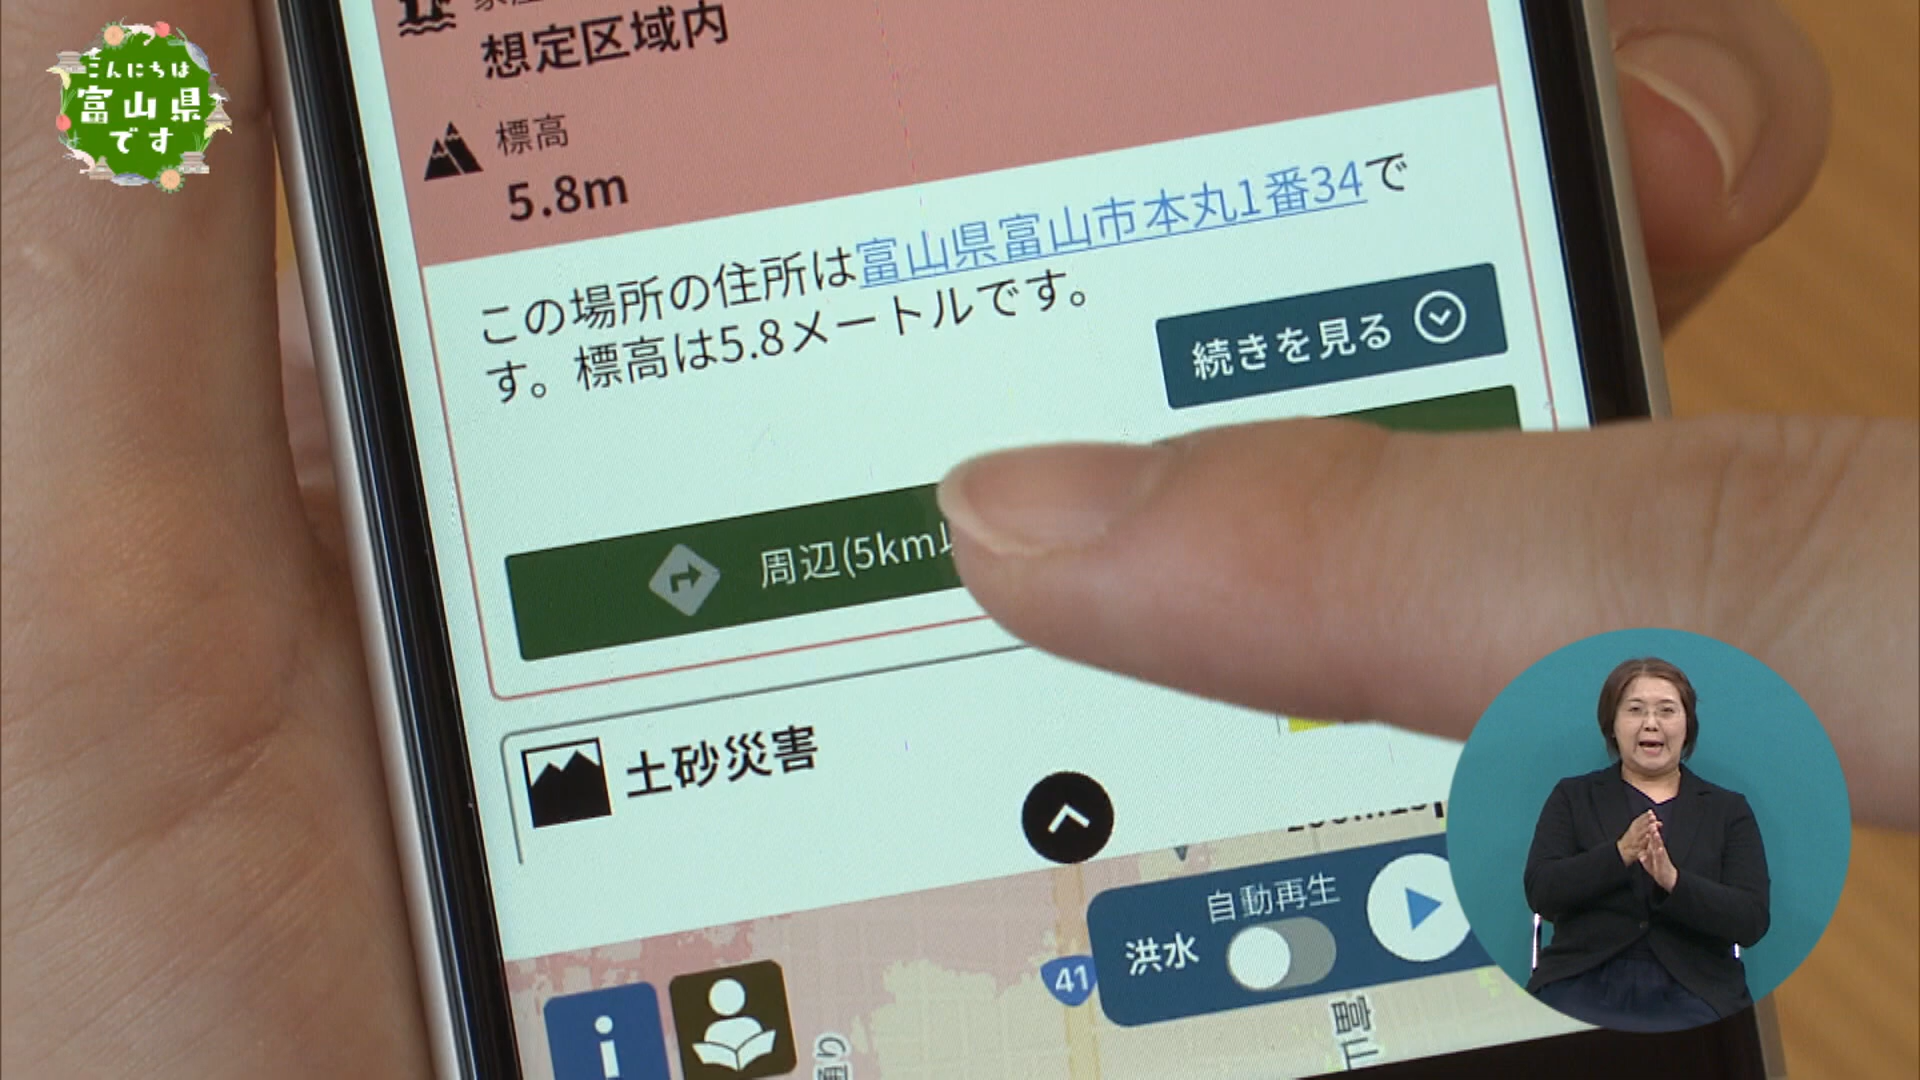 こんにちは
富山県
です
想定区域内
標高
5.8m
この場所の住所は富山県富山市本丸1番34で
す。標高は5.8メートルです。
続きを見る
周辺(5km
土砂災害
自動再生
洪水
41
富山
i